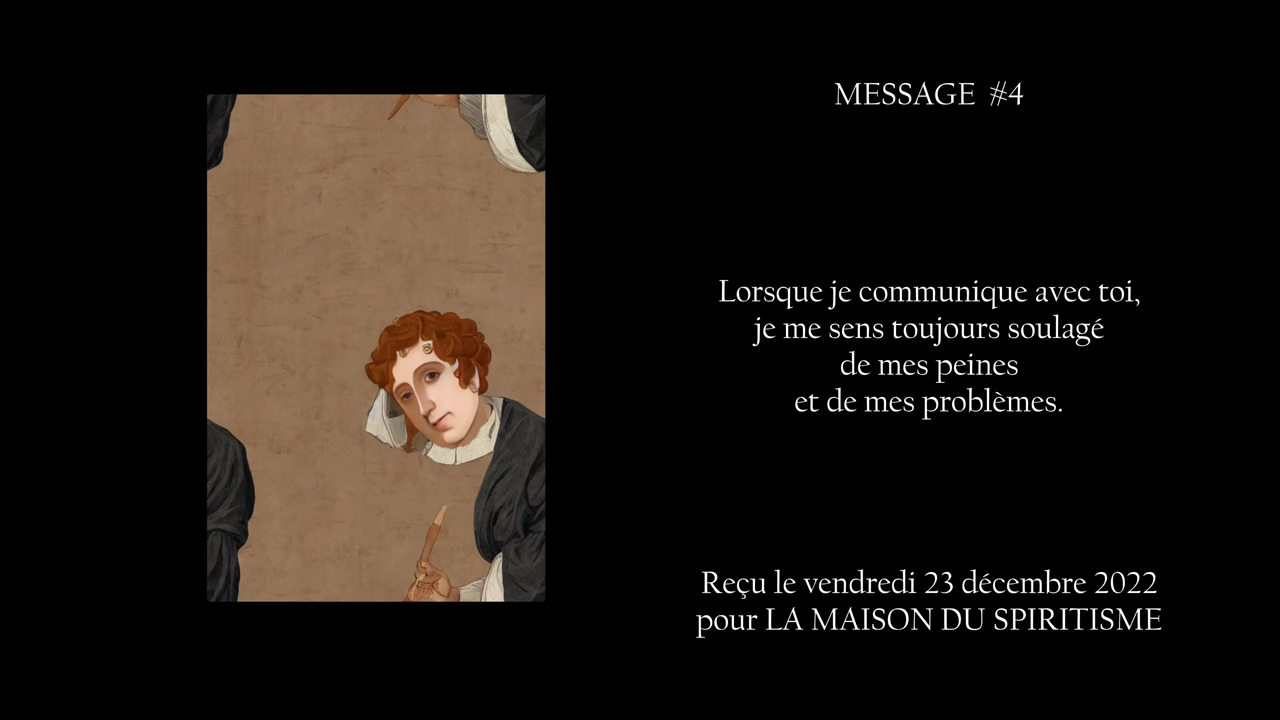 MESSAGE #4
Lorsque je communique avec toi,
je me sens toujours soulagé
de mes peines
et de mes problèmes.
Reçu le vendredi 23 décembre 2022
pour LA MAISON DU SPIRITISME